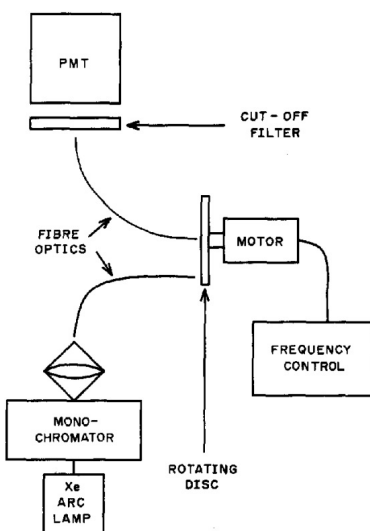 PMT
CUT-OFF
FILTER
FIBRE
OPTICS
MOTOR
FREQUENCY
CONTROL
MONO-
CHROMATOR
ROTATING
DISC
Xe
ARC
LAMP